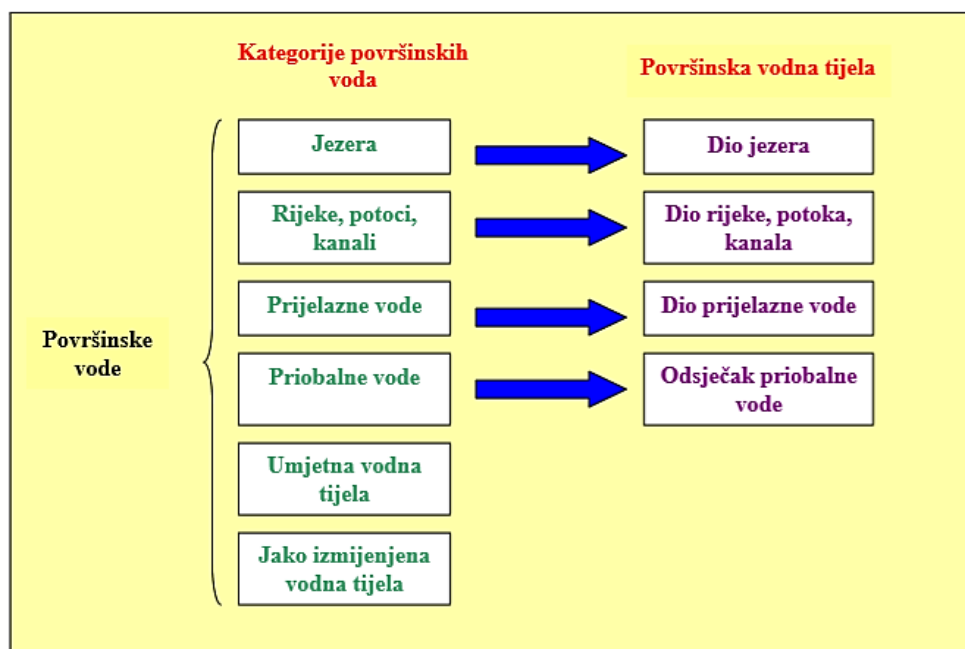 Kategorije površinskih
voda
Površinska vodna tijela
Jezera
Dio jezera
Rijeke, potoci,
kanali
Dio rijeke, potoka,
kanala
Prijelazne vode
Dio prijelazne vode
Površinske
vode
Priobalne vode
Odsječak priobalne
vode
Umjetna vodna
tijela
Jako izmijenjena
vodna tijela